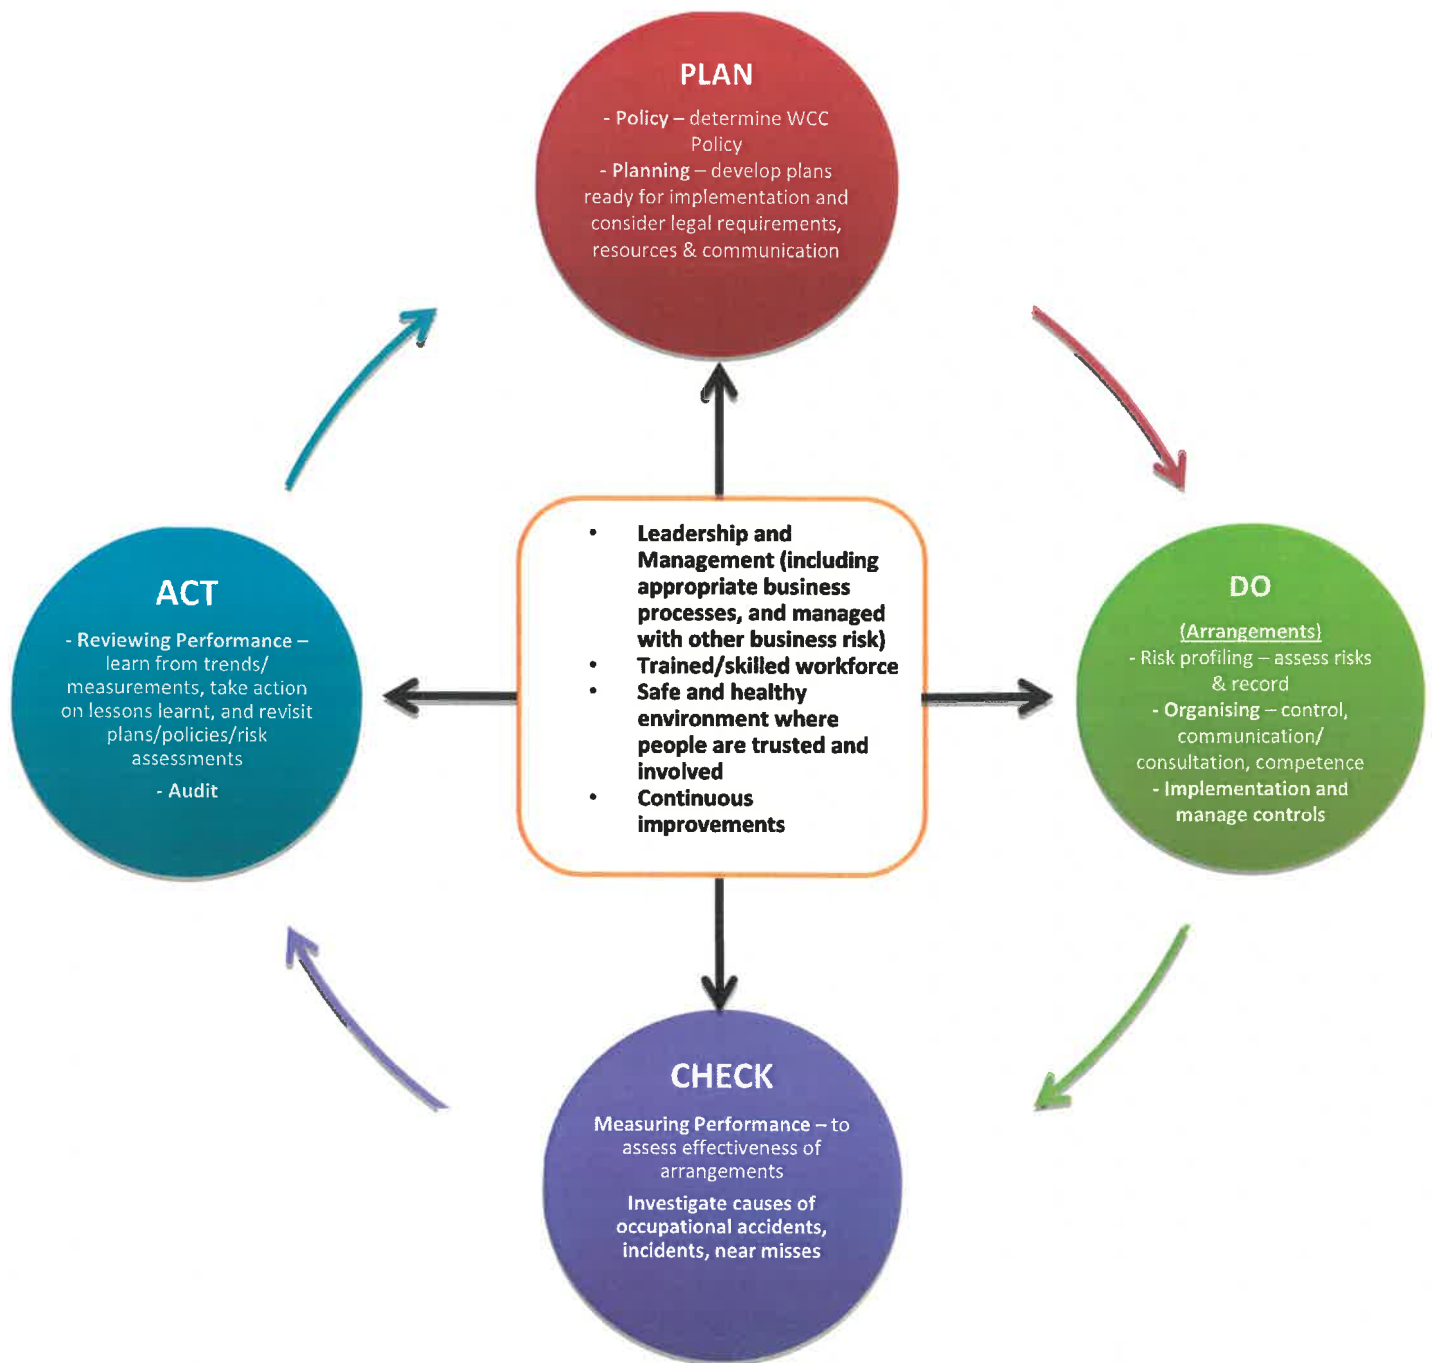 PLAN
- Policy – determine WCC
Policy
- Planning – develop plans
ready for implementation and
consider legal requirements,
resources & communication
DO
(Arrangements)
- Risk profiling – assess risks
& record
- Organising – control,
communication/
consultation, competence
- Implementation and
manage controls
CHECK
Measuring Performance – to
assess effectiveness of
arrangements
Investigate causes of
occupational accidents,
incidents, near misses
ACT
- Reviewing Performance –
learn from trends/
measurements, take action
on lessons learnt, and revisit
plans/policies/risk
assessments
- Audit
• Leadership and
Management (including
appropriate business
processes, and managed
with other business risk)
• Trained/skilled workforce
• Safe and healthy
environment where
people are trusted and
involved
• Continuous
improvements